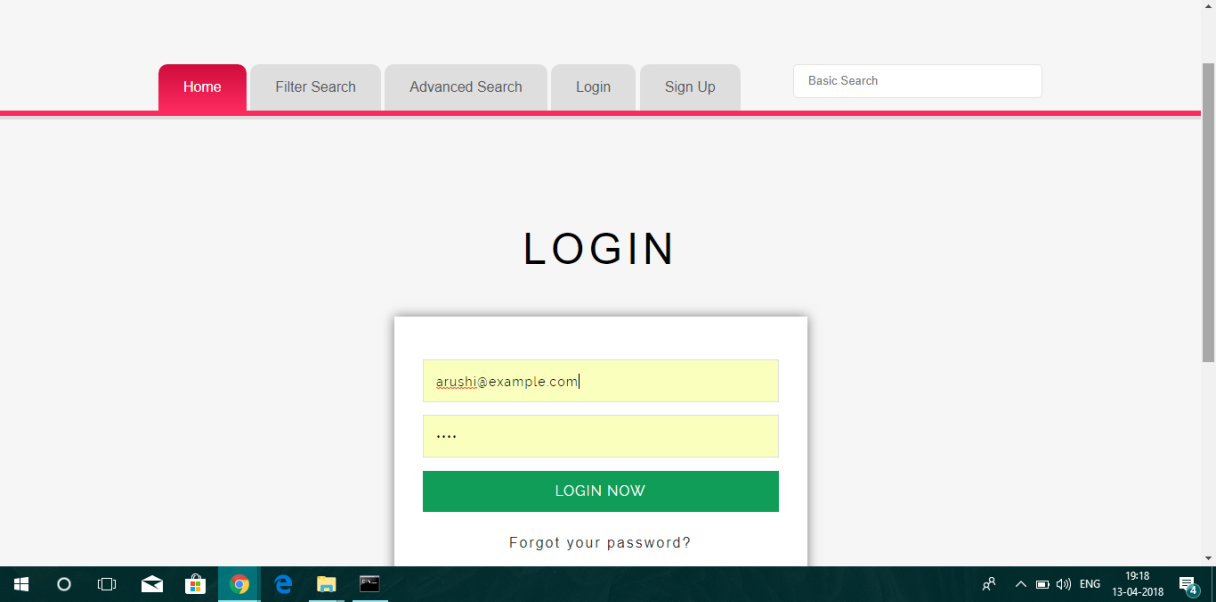 Home Filter Search Advanced Search Login Sign Up Basic Search
LOGIN
arushi@example.com
••••
LOGIN NOW
Forgot your password?
ENG
19:18
13-04-2018
4